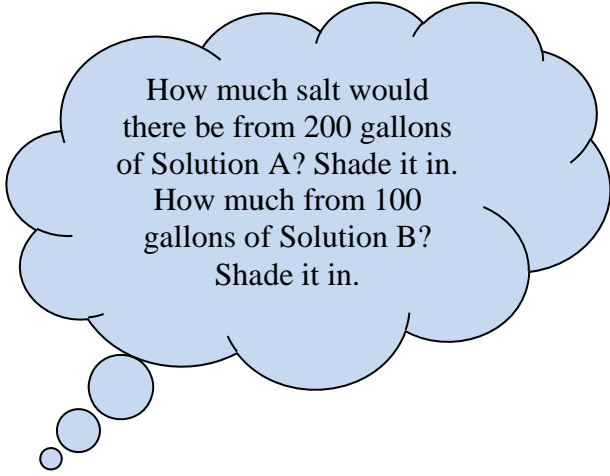 How much salt would
there be from 200 gallons
of Solution A? Shade it in.
How much from 100
gallons of Solution B?
Shade it in.